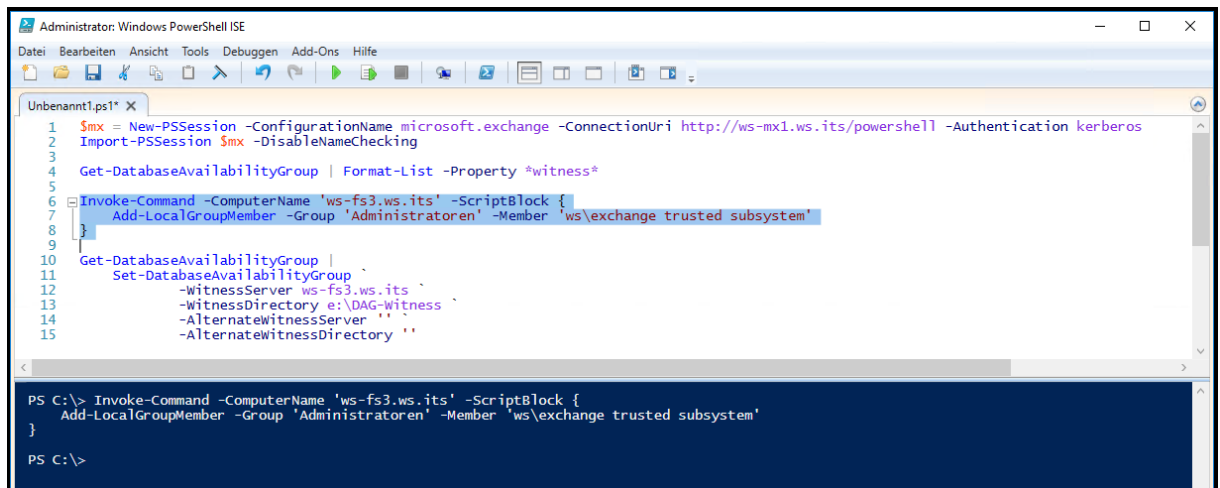 Administrator: Windows PowerShell ISE
Datei Bearbeiten Ansicht Tools Debuggen Add-Ons Hilfe
Unbenannt1.ps1* X
1 $mx = New-PSSession -ConfigurationName microsoft.exchange -ConnectionUri http://ws-mx1.ws.its/powershell -Authentication kerberos
2 Import-PSSession $mx -DisableNameChecking
3
4 Get-DatabaseAvailabilityGroup | Format-List -Property *witness*
5
6 Invoke-Command -ComputerName 'ws-fs3.ws.its' -ScriptBlock {
7     Add-LocalGroupMember -Group 'Administratoren' -Member 'ws\exchange trusted subsystem'
8 }
9
10 Get-DatabaseAvailabilityGroup |
11     Set-DatabaseAvailabilityGroup `
12             -WitnessServer ws-fs3.ws.its `
13             -WitnessDirectory e:\DAG-Witness `
14             -AlternateWitnessServer '' `
15             -AlternateWitnessDirectory ''
PS C:\> Invoke-Command -ComputerName 'ws-fs3.ws.its' -ScriptBlock {
    Add-LocalGroupMember -Group 'Administratoren' -Member 'ws\exchange trusted subsystem'
}
PS C:\>